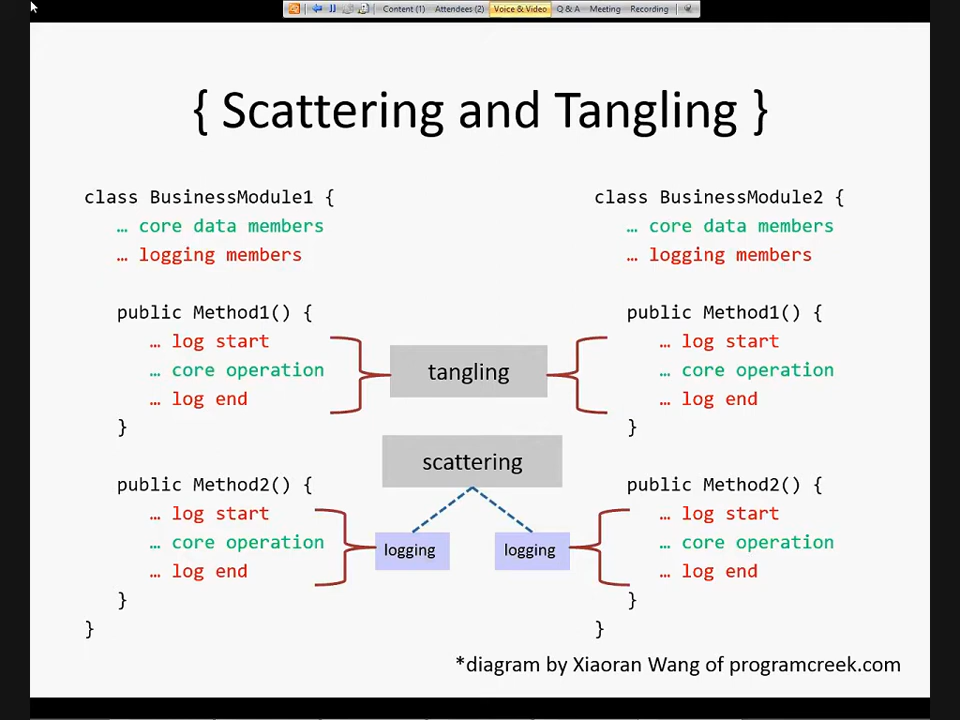 Content (1) Attendees (2) Voice & Video Q & A Meeting Recording
{ Scattering and Tangling }
class BusinessModule1 {
… core data members
… logging members
public Method1() {
… log start
… core operation
… log end
}
public Method2() {
… log start
… core operation
… log end
}
}
tangling
scattering
logging
logging
class BusinessModule2 {
… core data members
… logging members
public Method1() {
… log start
… core operation
… log end
}
public Method2() {
… log start
… core operation
… log end
}
}
*diagram by Xiaoran Wang of programcreek.com